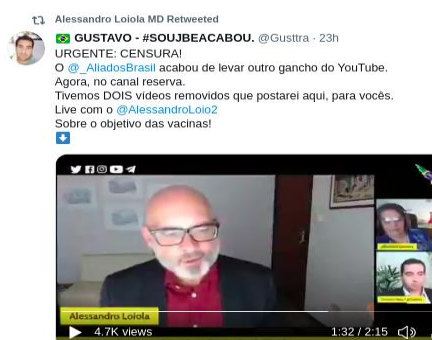 Alessandro Loiola MD Retweeted
GUSTAVO - #SOUJBEACABOU. @Gusttra · 23h
URGENTE: CENSURA!
O @_AliadosBrasil acabou de levar outro gancho do YouTube.
Agora, no canal reserva.
Tivemos DOIS vídeos removidos que postarei aqui, para vocês.
Live com o @AlessandroLoio2
Sobre o objetivo das vacinas!
Alessandro Loiola
4.7K views
1:32 / 2:15